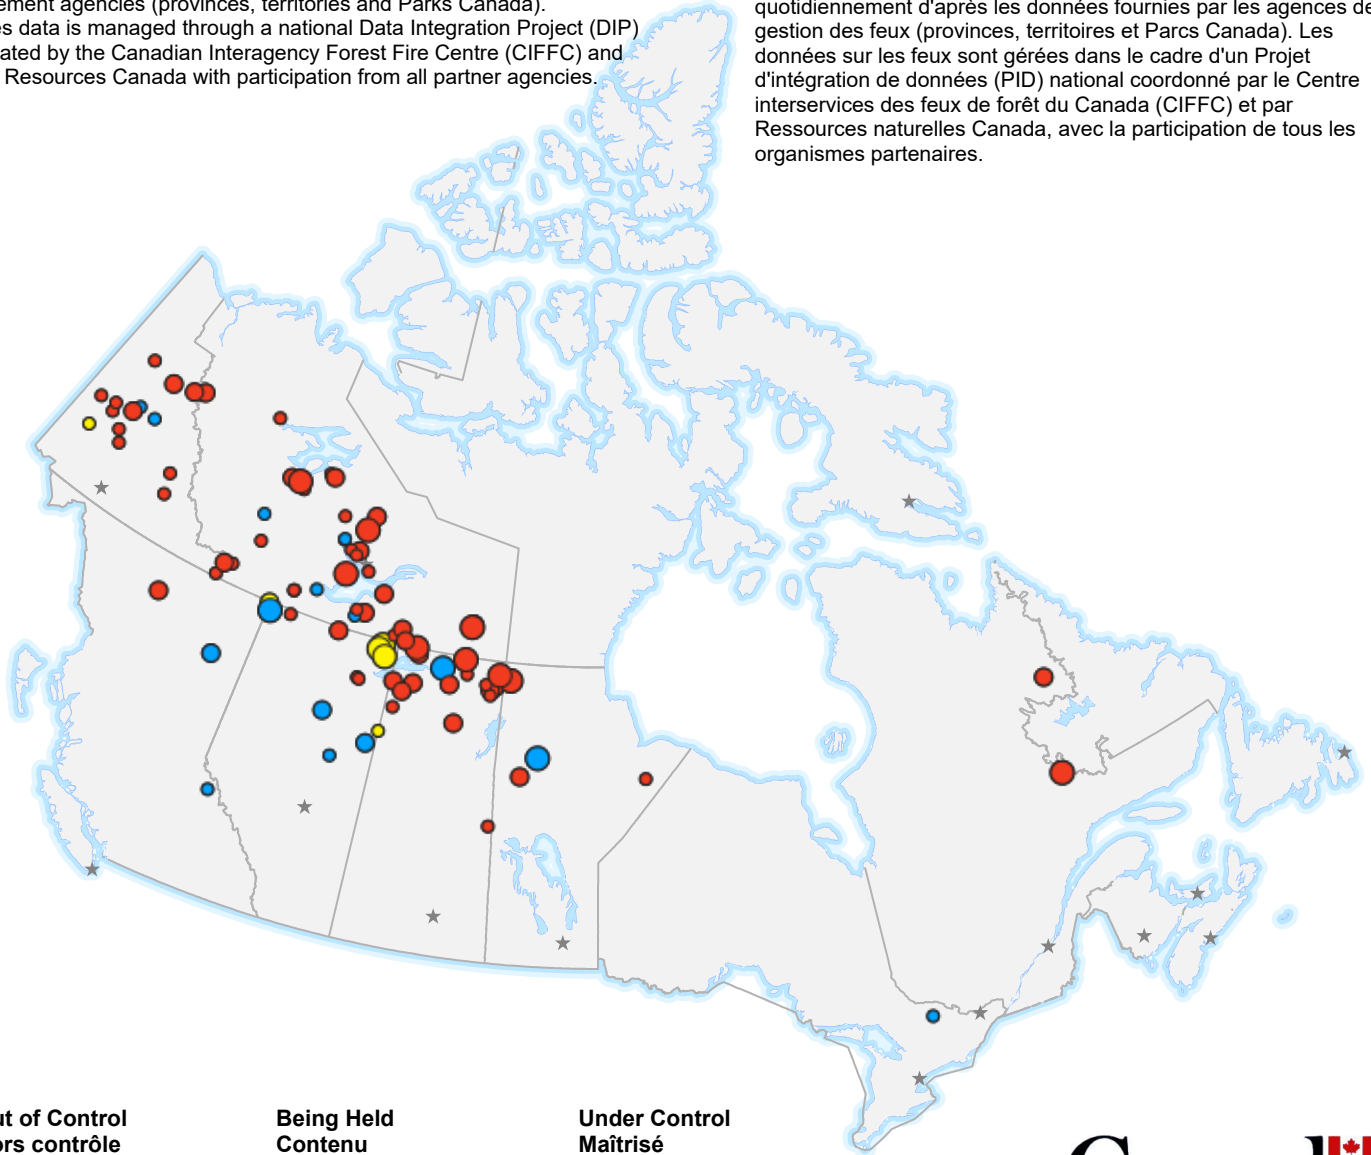 ement agencies (provinces, territories and Parks Canada).
es data is managed through a national Data Integration Project (DIP)
ated by the Canadian Interagency Forest Fire Centre (CIFFC) and
Resources Canada with participation from all partner agencies.
quotidiennement d'après les données fournies par les agences de
gestion des feux (provinces, territoires et Parcs Canada). Les
données sur les feux sont gérées dans le cadre d'un Projet
d'intégration de données (PID) national coordonné par le Centre
interservices des feux de forêt du Canada (CIFFC) et par
Ressources naturelles Canada, avec la participation de tous les
organismes partenaires.
ut of Control
ors contrôle
Being Held
Contenu
Under Control
Maîtrisé